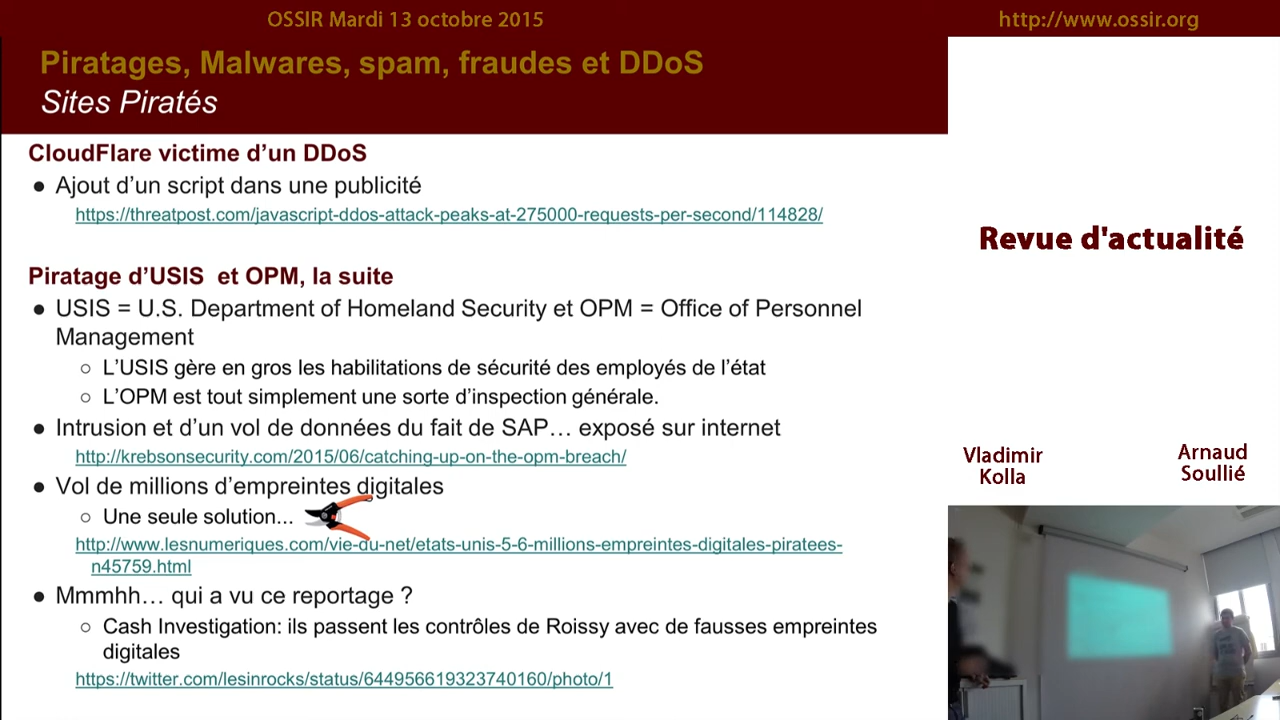 OSSIR Mardi 13 octobre 2015
http://www.ossir.org
Piratages, Malwares, spam, fraudes et DDoS
Sites Piratés
CloudFlare victime d'un DDoS
● Ajout d'un script dans une publicité
https://threatpost.com/javascript-ddos-attack-peaks-at-275000-requests-per-second/114828/
Piratage d'USIS et OPM, la suite
● USIS = U.S. Department of Homeland Security et OPM = Office of Personnel
Management
○ L'USIS gère en gros les habilitations de sécurité des employés de l'état
○ L'OPM est tout simplement une sorte d'inspection générale.
● Intrusion et d'un vol de données du fait de SAP… exposé sur internet
http://krebsonsecurity.com/2015/06/catching-up-on-the-opm-breach/
● Vol de millions d'empreintes digitales
○ Une seule solution...
http://www.lesnumeriques.com/vie-du-net/etats-unis-5-6-millions-empreintes-digitales-piratees-
n45759.html
● Mmmhh… qui a vu ce reportage ?
○ Cash Investigation: ils passent les contrôles de Roissy avec de fausses empreintes
digitales
https://twitter.com/lesinrocks/status/644956619323740160/photo/1
Revue d'actualité
Vladimir
Kolla
Arnaud
Soullié